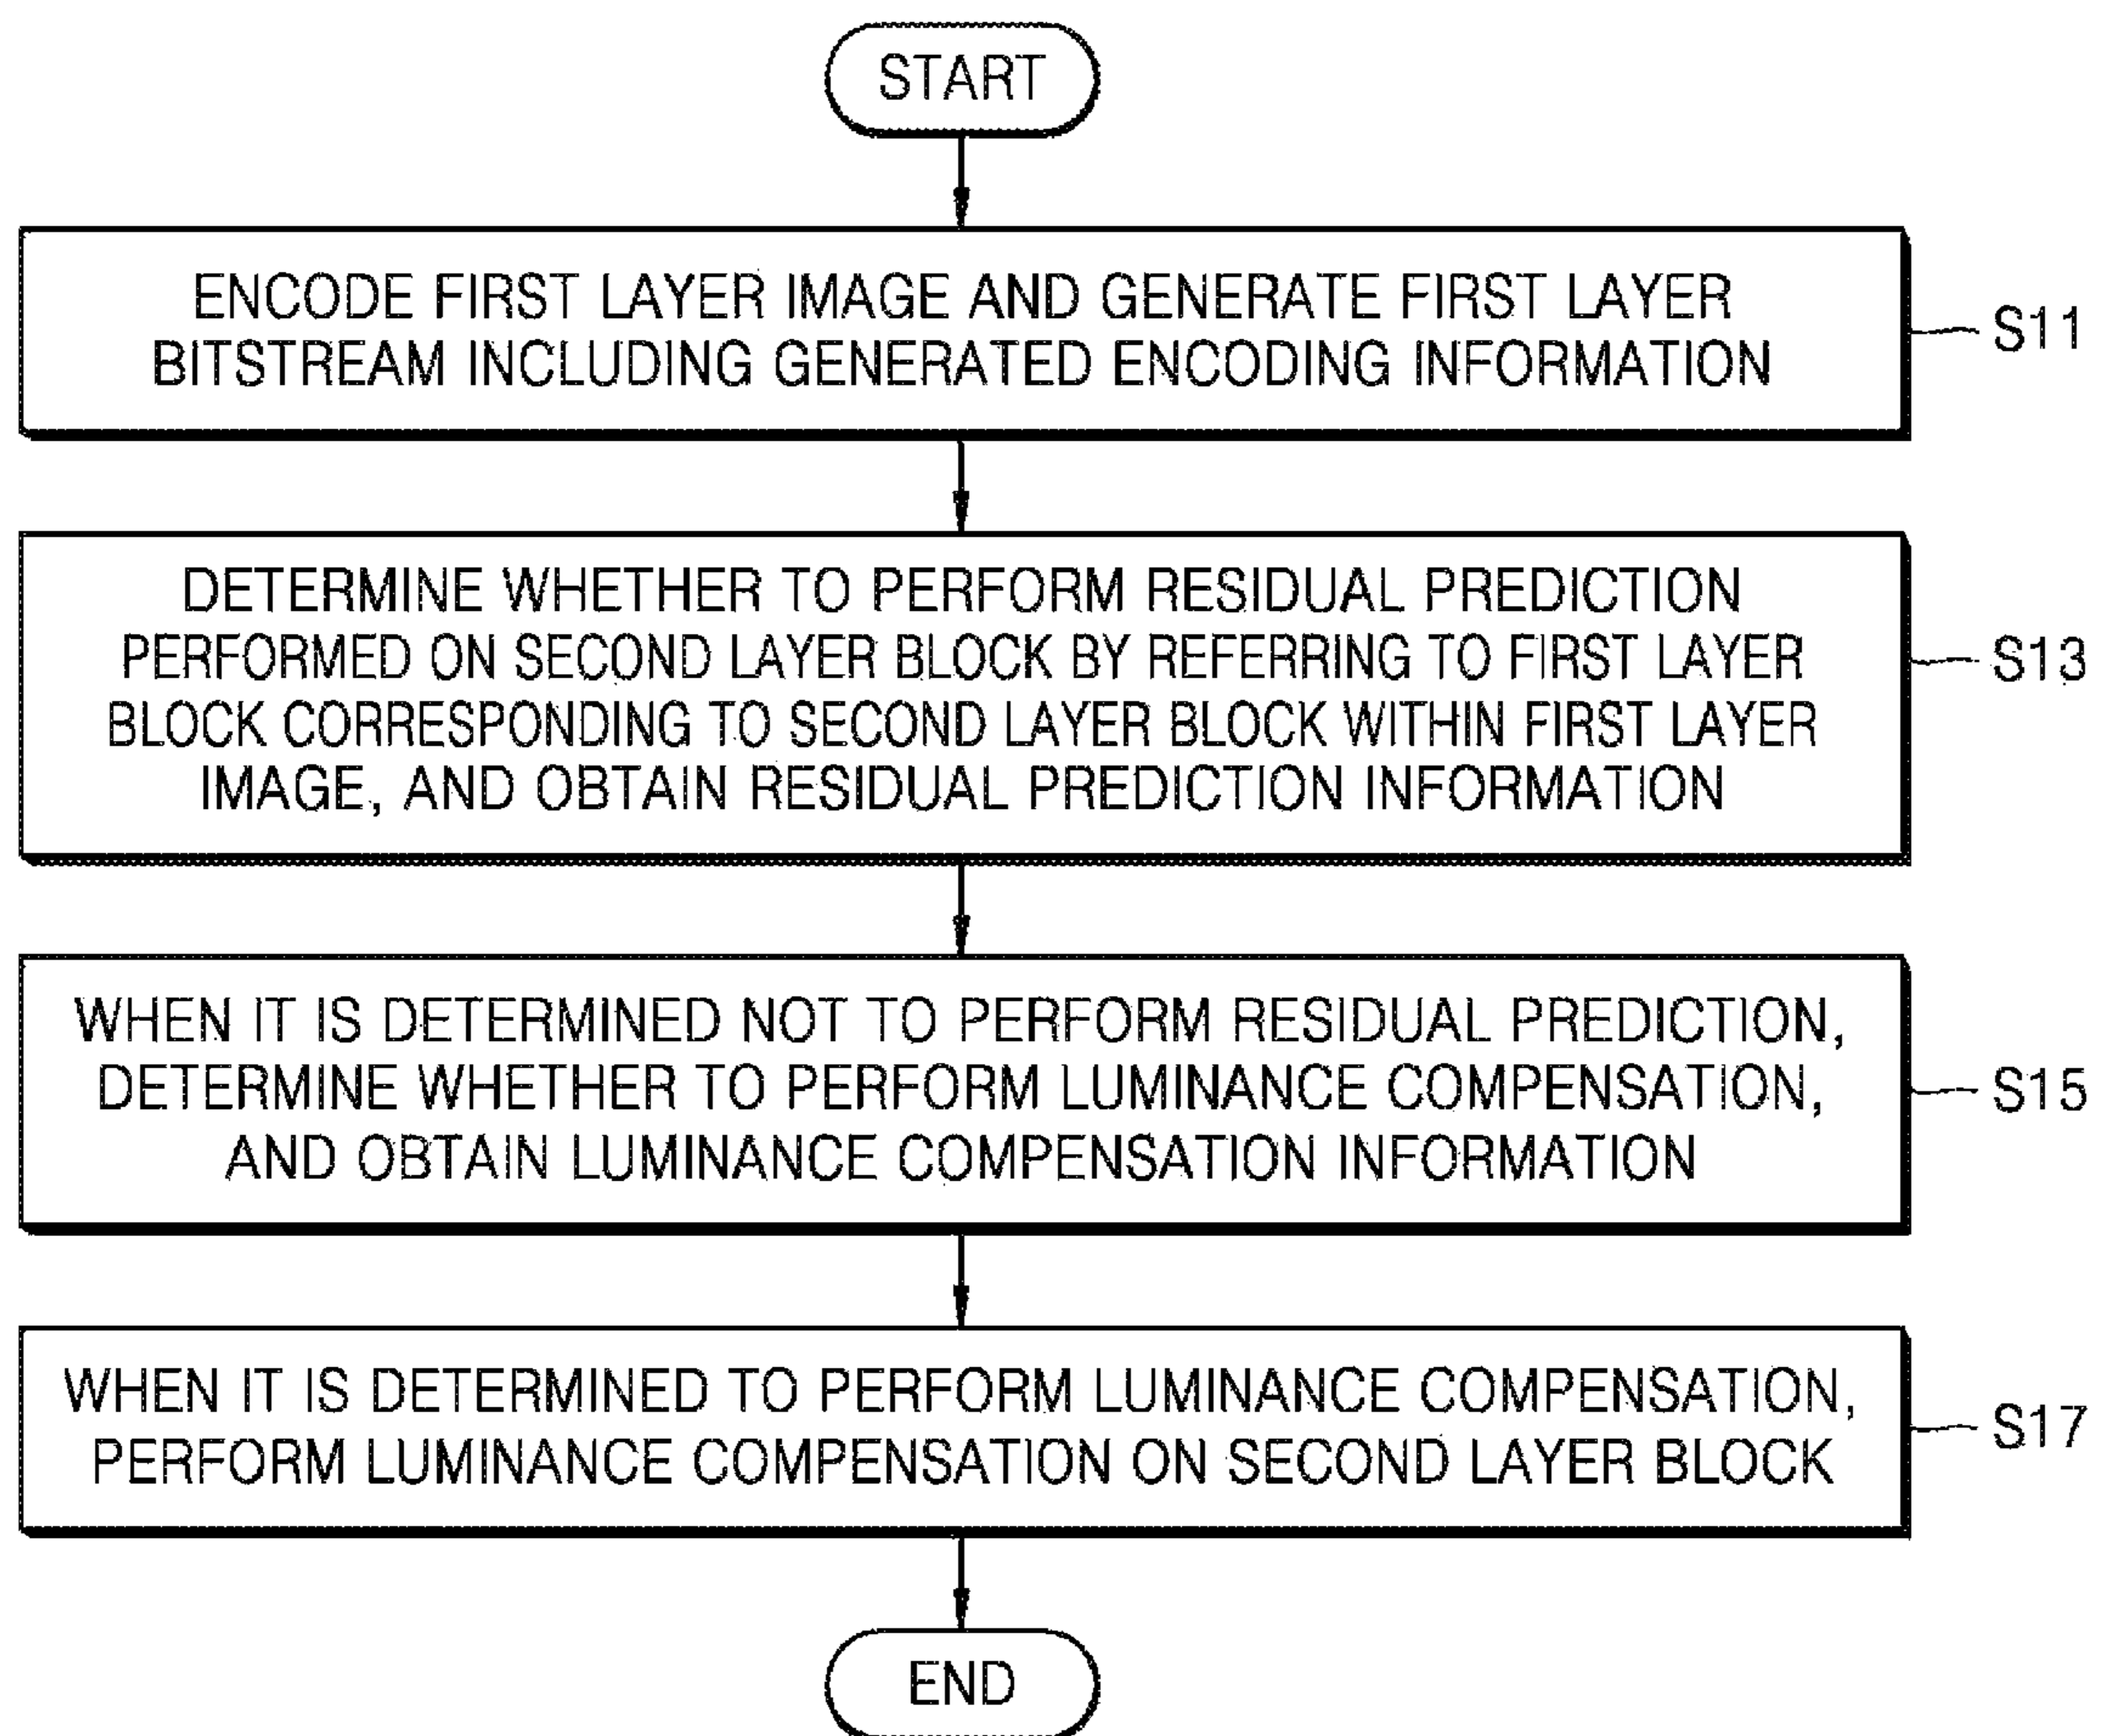 START
ENCODE FIRST LAYER IMAGE AND GENERATE FIRST LAYER
BITSTREAM INCLUDING GENERATED ENCODING INFORMATION
S11
DETERMINE WHETHER TO PERFORM RESIDUAL PREDICTION
PERFORMED ON SECOND LAYER BLOCK BY REFERRING TO FIRST LAYER
BLOCK CORRESPONDING TO SECOND LAYER BLOCK WITHIN FIRST LAYER
IMAGE, AND OBTAIN RESIDUAL PREDICTION INFORMATION
S13
WHEN IT IS DETERMINED NOT TO PERFORM RESIDUAL PREDICTION,
DETERMINE WHETHER TO PERFORM LUMINANCE COMPENSATION,
AND OBTAIN LUMINANCE COMPENSATION INFORMATION
S15
WHEN IT IS DETERMINED TO PERFORM LUMINANCE COMPENSATION,
PERFORM LUMINANCE COMPENSATION ON SECOND LAYER BLOCK
S17
END